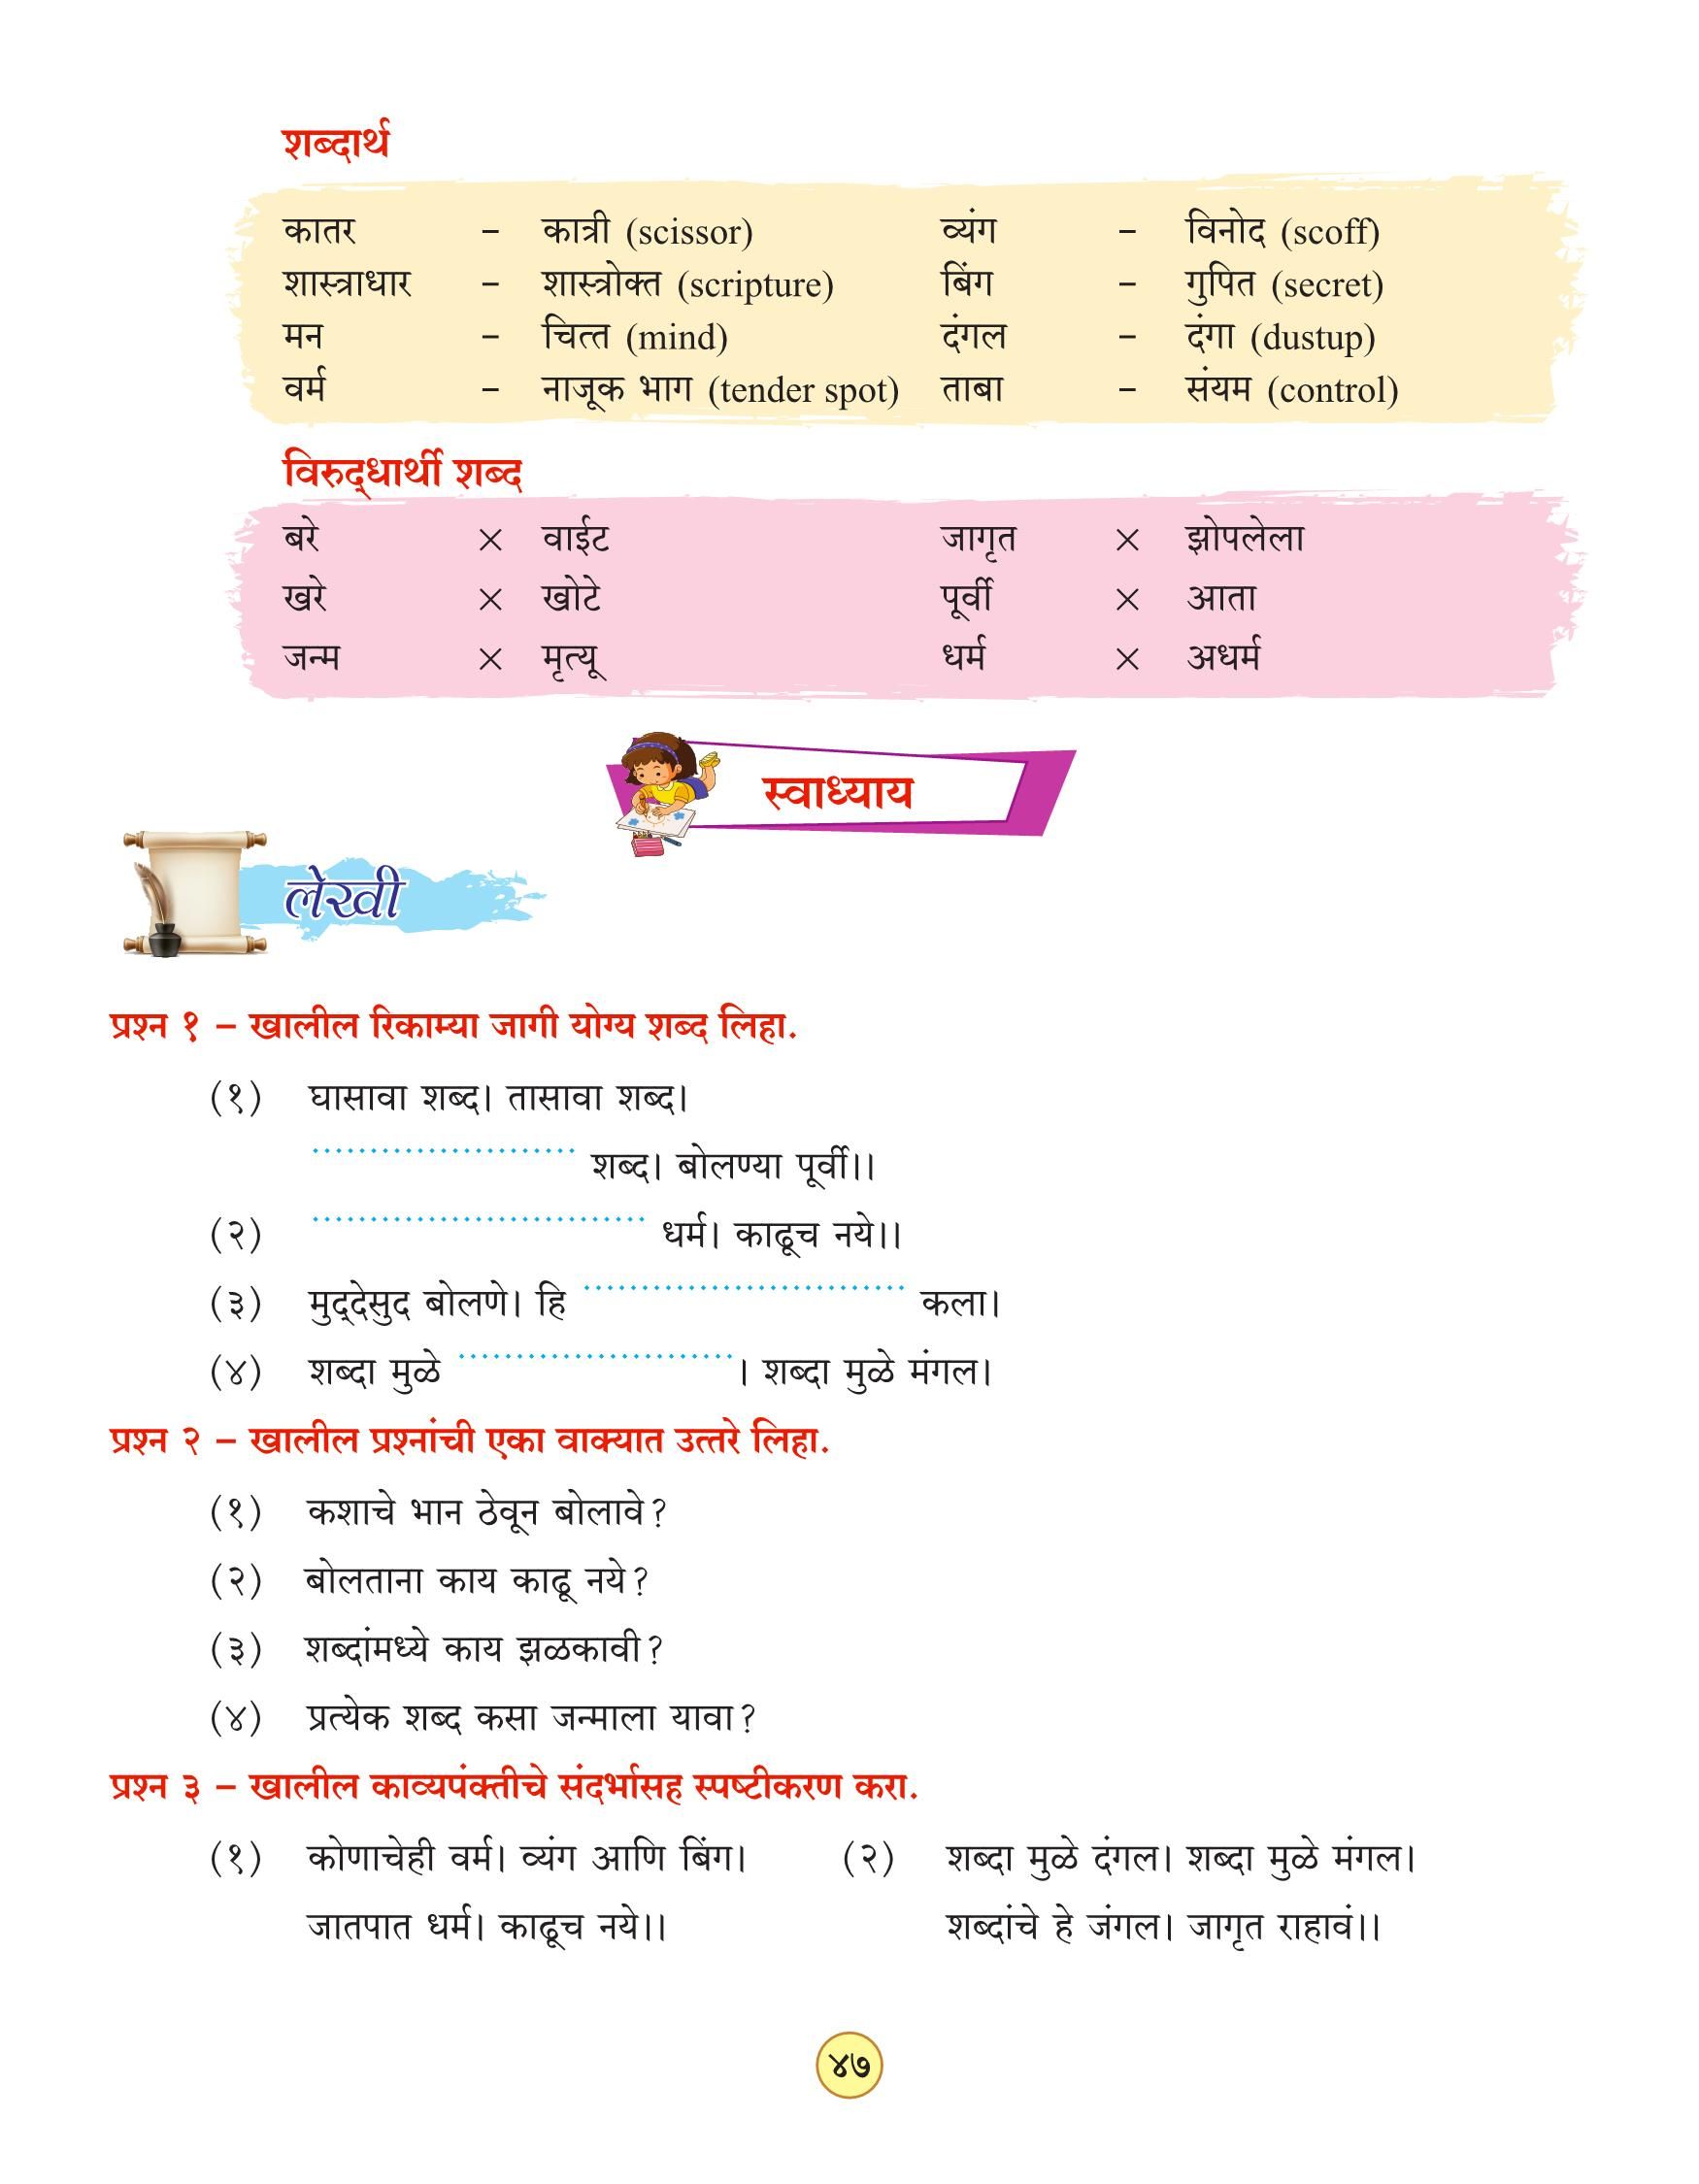 शब्दार्थ
कातर – कात्री (scissor) व्यंग – विनोद (scoff)
शास्त्राधार – शास्त्रोक्त (scripture) बिंग – गुपित (secret)
मन – चित्त (mind) दंगल – दंगा (dustup)
वर्म – नाजूक भाग (tender spot) ताबा – संयम (control)
विरुद्धार्थी शब्द
बरे × वाईट जागृत × झोपलेला
खरे × खोटे पूर्वी × आता
जन्म × मृत्यू धर्म × अधर्म
स्वाध्याय
लेखी
प्रश्न १ – खालील रिकाम्या जागी योग्य शब्द लिहा.
(१) घासावा शब्द। तासावा शब्द।
....................... शब्द। बोलण्या पूर्वी।।
(२) ............................. धर्म। काढूच नये।।
(३) मुद्देसुद बोलणे। हि ............................ कला।
(४) शब्दा मुळे ........................। शब्दा मुळे मंगल।
प्रश्न २ – खालील प्रश्नांची एका वाक्यात उत्तरे लिहा.
(१) कशाचे भान ठेवून बोलावे?
(२) बोलताना काय काढू नये?
(३) शब्दांमध्ये काय झळकावी?
(४) प्रत्येक शब्द कसा जन्माला यावा?
प्रश्न ३ – खालील काव्यपंक्तीचे संदर्भासह स्पष्टीकरण करा.
(१) कोणाचेही वर्म। व्यंग आणि बिंग। (२) शब्दा मुळे दंगल। शब्दा मुळे मंगल।
जातपात धर्म। काढूच नये।। शब्दांचे हे जंगल। जागृत राहावं।।
४७